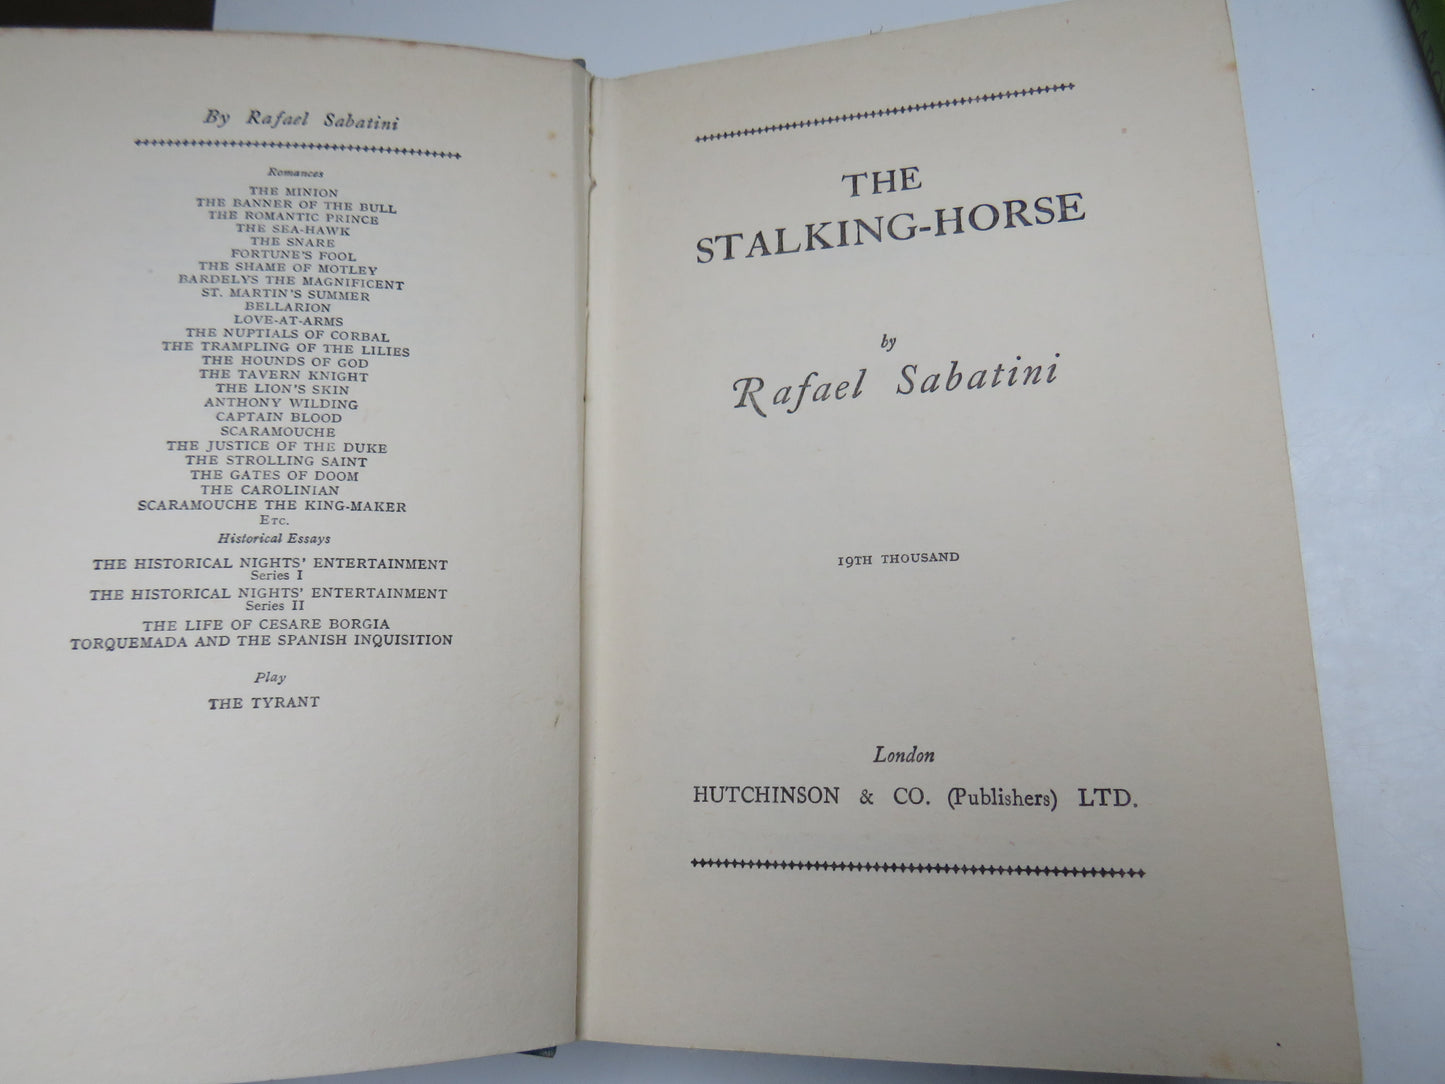 By Rafael Sabatini
Romances
THE MINION
THE BANNER OF THE BULL
THE ROMANTIC PRINCE
THE SEA-HAWK
THE SNARE
FORTUNE'S FOOL
THE SHAME OF MOTLEY
BARDELYS THE MAGNIFICENT
ST. MARTIN'S SUMMER
BELLARION
LOVE-AT-ARMS
THE NUPTIALS OF CORBAL
THE TRAMPLING OF THE LILIES
THE HOUNDS OF GOD
THE TAVERN KNIGHT
THE LION'S SKIN
ANTHONY WILDING
CAPTAIN BLOOD
SCARAMOUCHE
THE JUSTICE OF THE DUKE
THE STROLLING SAINT
THE GATES OF DOOM
THE CAROLINIAN
SCARAMOUCHE THE KING-MAKER
ETC.
Historical Essays
THE HISTORICAL NIGHTS' ENTERTAINMENT
Series I
THE HISTORICAL NIGHTS' ENTERTAINMENT
Series II
THE LIFE OF CESARE BORGIA
TORQUEMADA AND THE SPANISH INQUISITION
Play
THE TYRANT
THE
STALKING-HORSE
by
Rafael Sabatini
19TH THOUSAND
London
HUTCHINSON & CO. (Publishers) LTD.